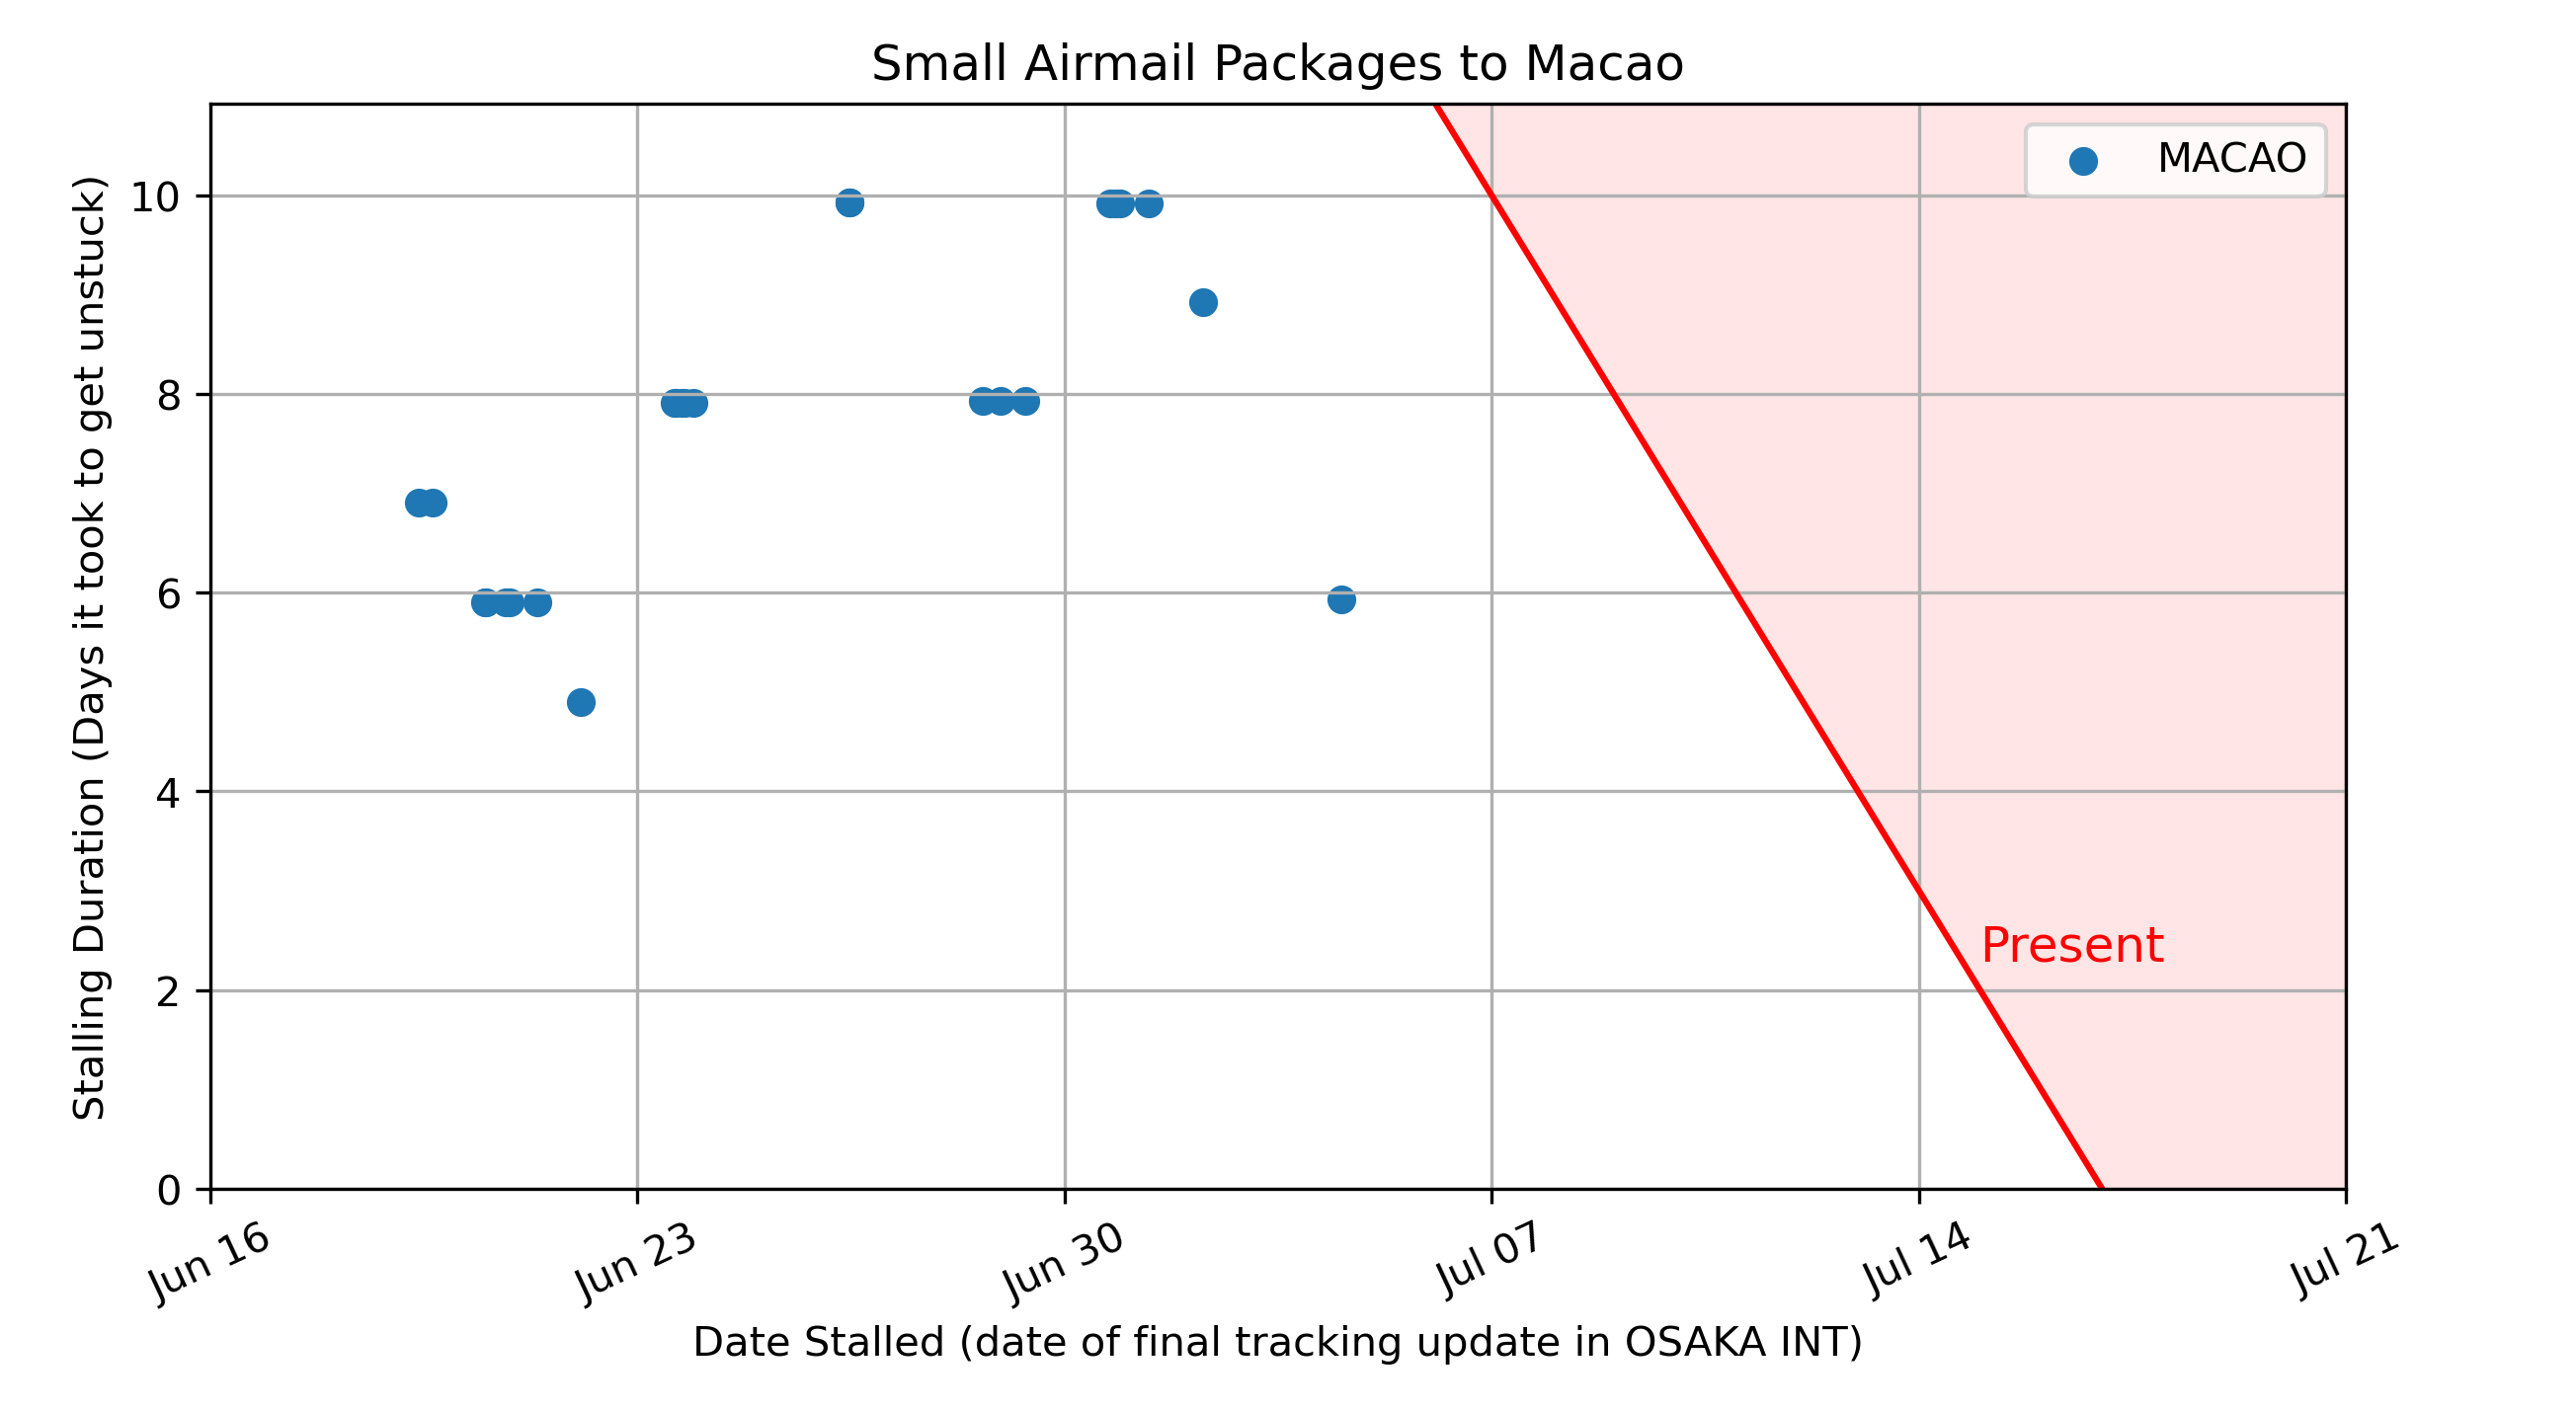 Small Airmail Packages to Macao
Stalling Duration (Days it took to get unstuck)
10
8
6
4
2
0
MACAO
Present
Jun 16
Jun 23
Jun 30
Jul 07
Jul 14
Jul 21
Date Stalled (date of final tracking update in OSAKA INT)